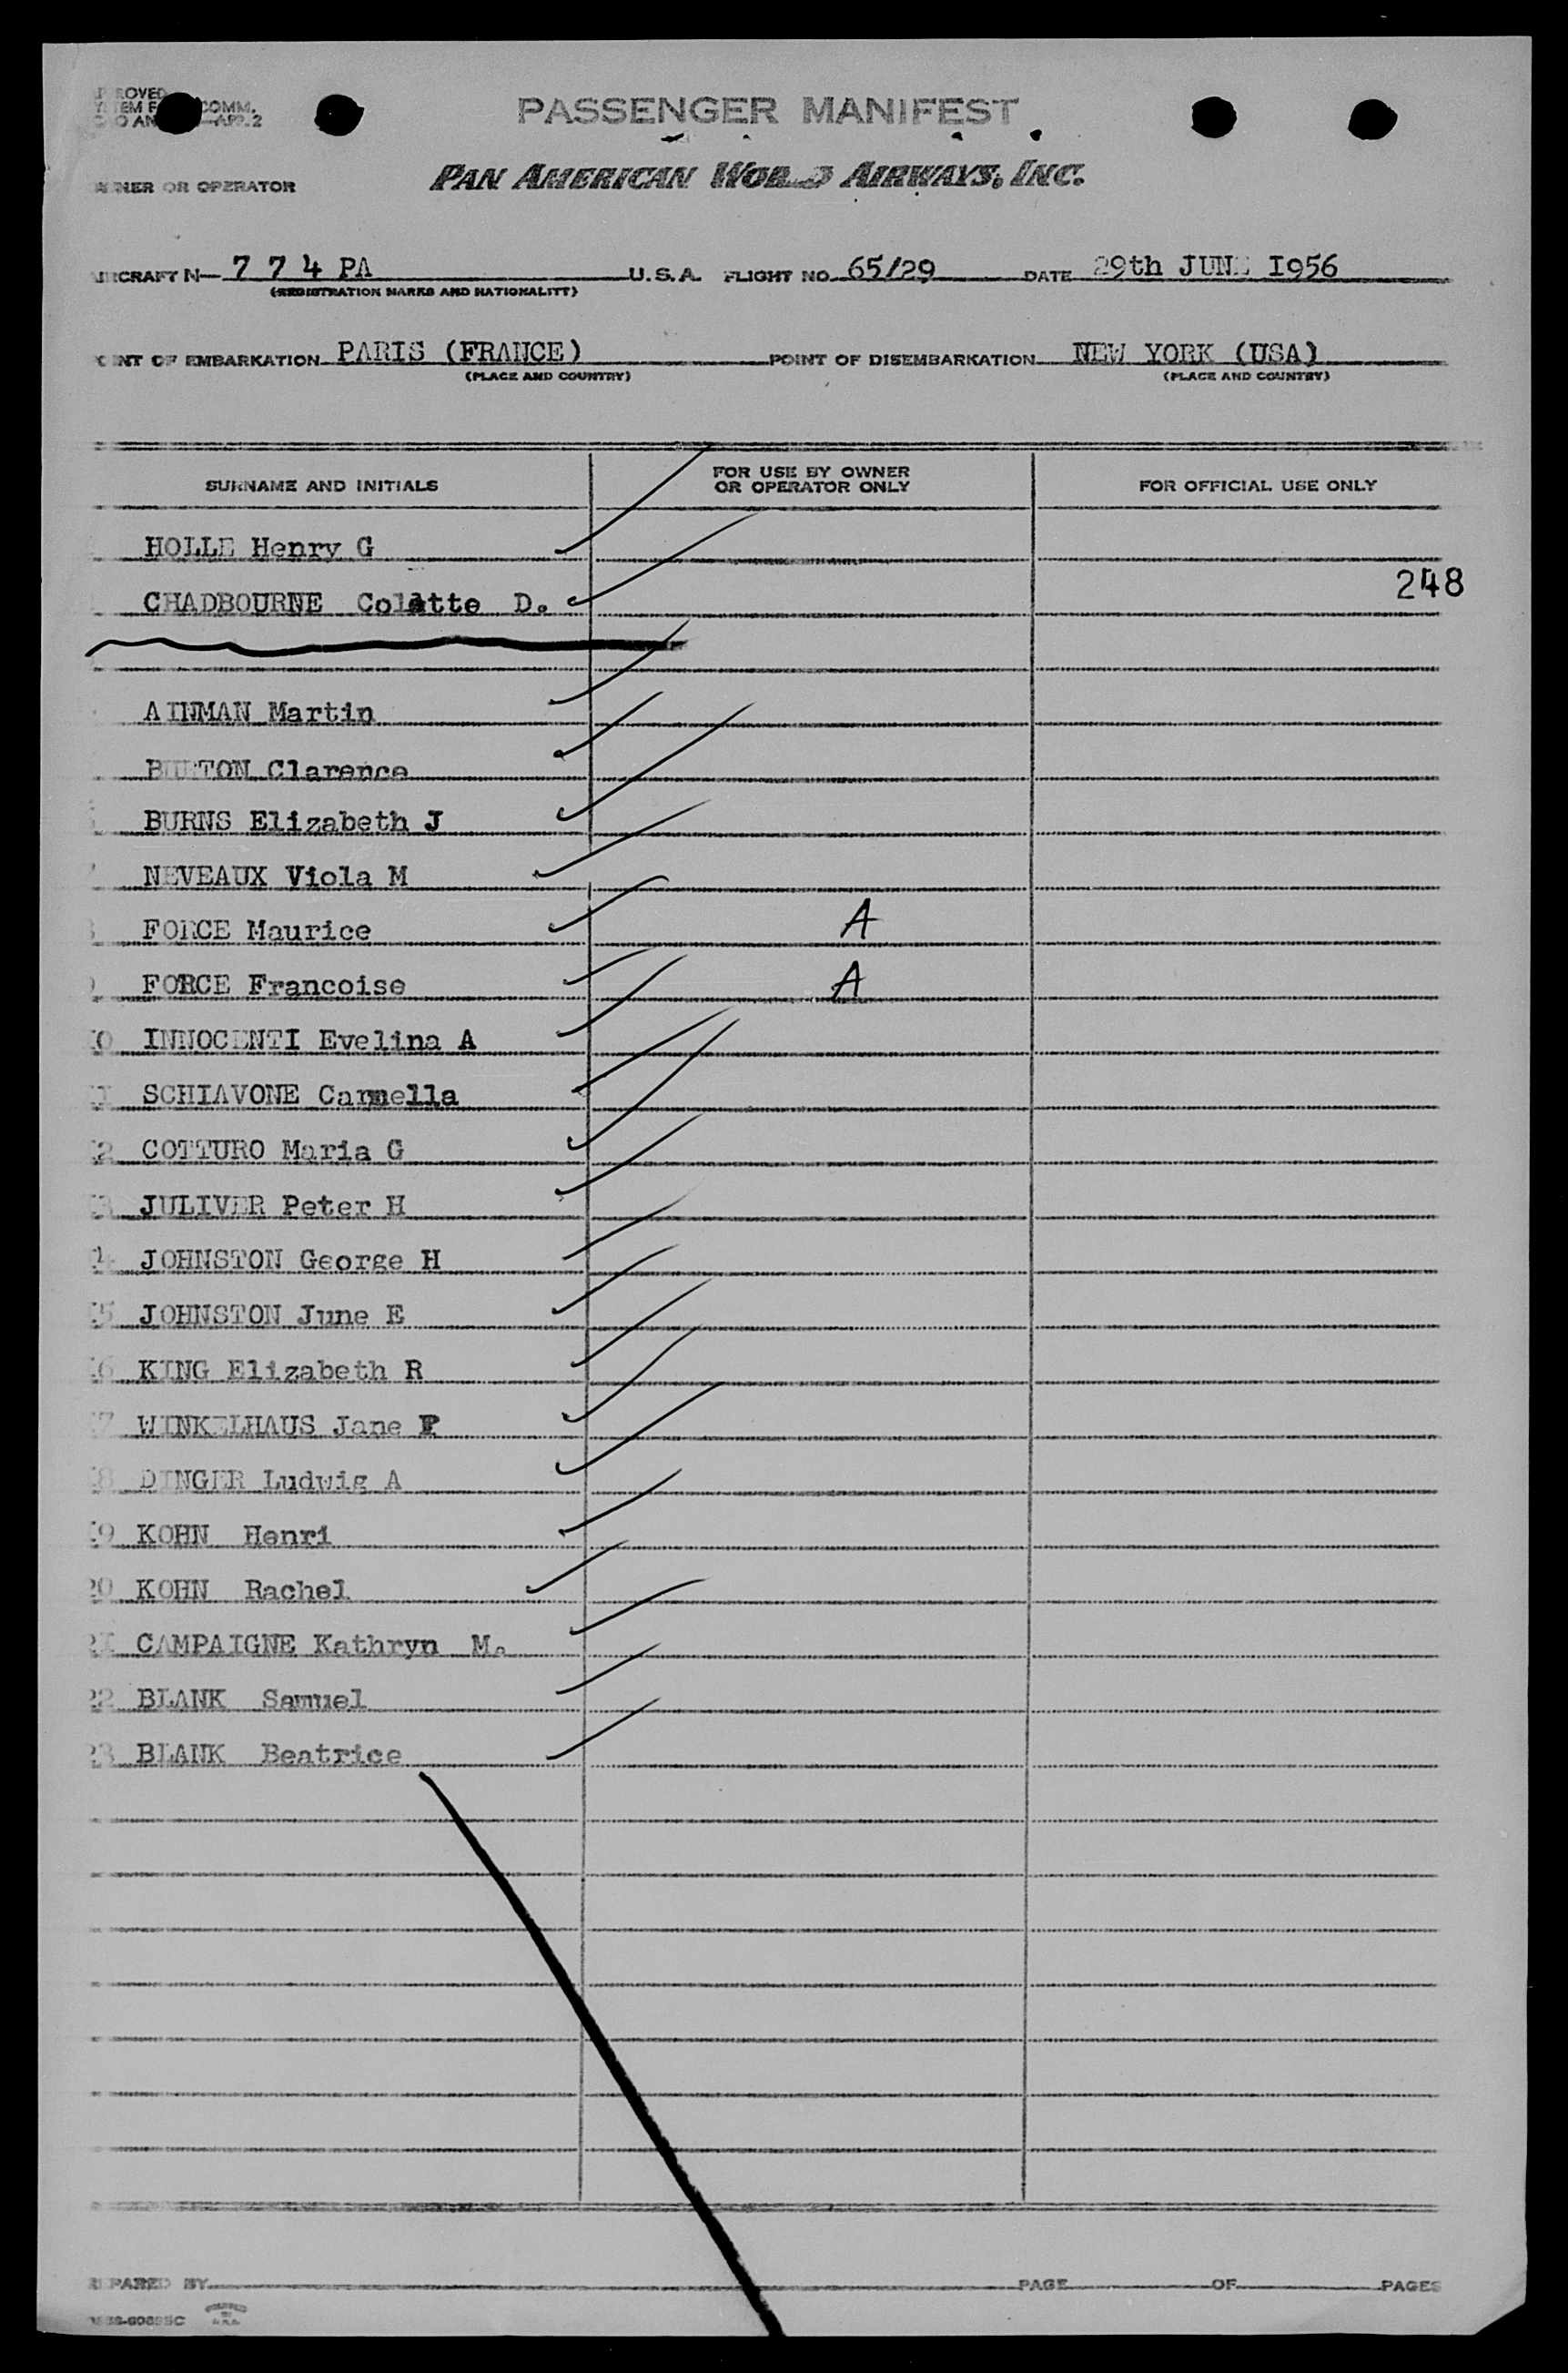 PASSENGER MANIFEST
OR OPERATOR
PAN AMERICAN AIRWAYS, INC.
N— 7 7 4 PA U.S.A. FLIGHT NO. 65/29 DATE 29th JUNE 1956
(REGISTRATION MARKS AND NATIONALITY)
OF EMBARKATION PARIS (FRANCE) POINT OF DISEMBARKATION NEW YORK (USA)
(PLACE AND COUNTRY) (PLACE AND COUNTRY)
SURNAME AND INITIALS
FOR USE BY OWNER
OR OPERATOR ONLY
FOR OFFICIAL USE ONLY
HOLLE Henry G
248
CHADBOURNE Colette D.
Martin
Clarence
BURNS Elizabeth J
NEVEAUX Viola M
FORCE Maurice A
FORCE Francoise A
INNOCENTI Evelina A
SCHIAVONE Carmella
COTTURO Maria G
JULIVER Peter H
JOHNSTON George H
JOHNSTON June E
KING Elizabeth R
WINKELHAUS Jane F
DINGER Ludwig A
KOHN Henri
20 KOHN Rachel
CAMPAIGNE Kathryn M.
22 BLANK Samuel
23 BLANK Beatrice
BY PAGE OF PAGES